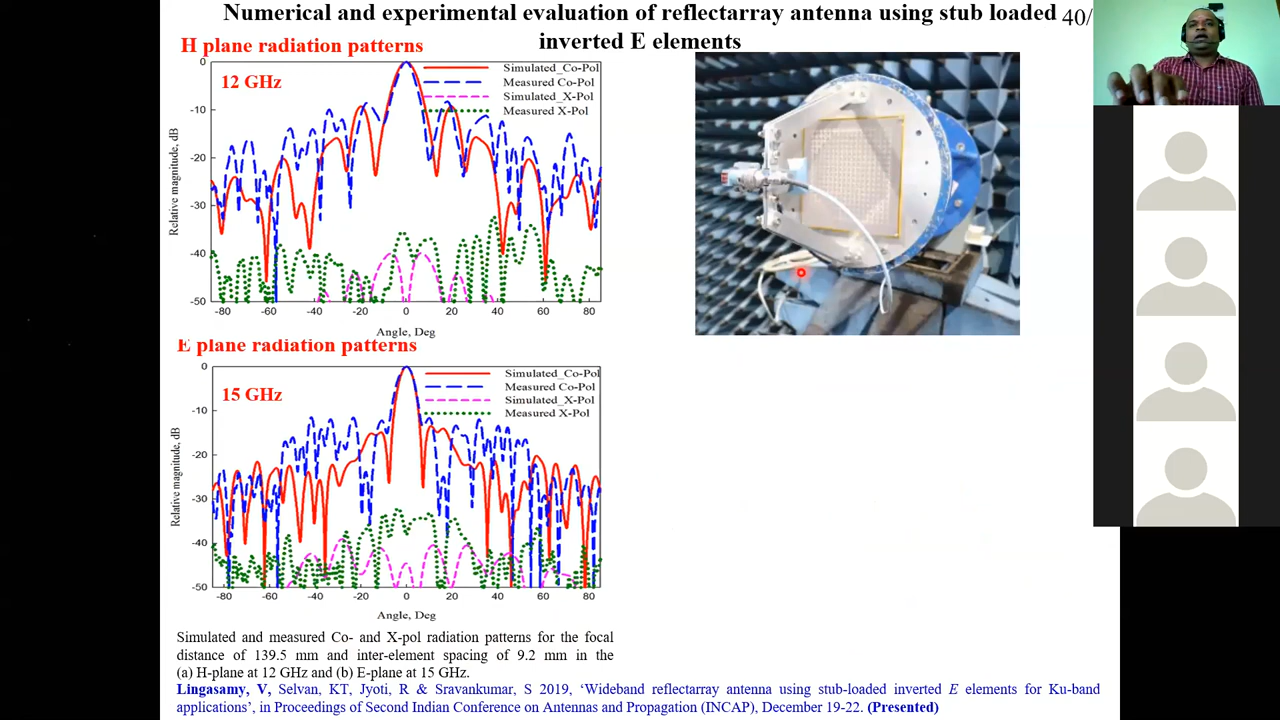 Numerical and experimental evaluation of reflectarray antenna using stub loaded 40/
inverted E elements
H plane radiation patterns
12 GHz
Simulated_Co-Pol
Measured Co-Pol
Simulated_X-Pol
Measured X-Pol
Relative magnitude, dB
0
-10
-20
-30
-40
-50
-80 -60 -40 -20 0 20 40 60 80
Angle, Deg
E plane radiation patterns
15 GHz
Simulated_Co-Pol
Measured Co-Pol
Simulated_X-Pol
Measured X-Pol
Relative magnitude, dB
0
-10
-20
-30
-40
-50
-80 -60 -40 -20 0 20 40 60 80
Angle, Deg
Simulated and measured Co- and X-pol radiation patterns for the focal
distance of 139.5 mm and inter-element spacing of 9.2 mm in the
(a) H-plane at 12 GHz and (b) E-plane at 15 GHz.
Lingasamy, V, Selvan, KT, Jyoti, R & Sravankumar, S 2019, ‘Wideband reflectarray antenna using stub-loaded inverted E elements for Ku-band
applications’, in Proceedings of Second Indian Conference on Antennas and Propagation (INCAP), December 19-22. (Presented)